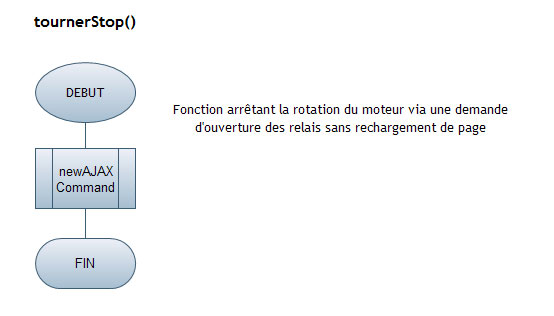 tournerStop()
DEBUT
Fonction arrêtant la rotation du moteur via une demande
d'ouverture des relais sans rechargement de page
newAJAX
Command
FIN